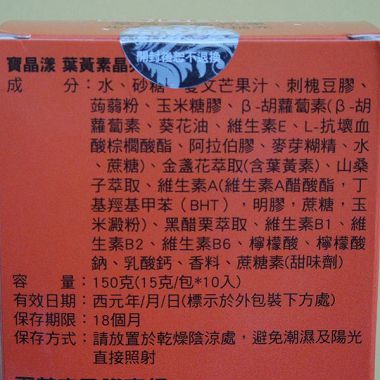 開封後恕不退換
寶晶漾 葉黃素晶
成 分：水、砂糖、文芒果汁、刺槐豆膠、
蒟蒻粉、玉米糖膠、β-胡蘿蔔素(β-胡
蘿蔔素、葵花油、維生素E、L-抗壞血
酸棕櫚酸酯、阿拉伯膠、麥芽糊精、水
、蔗糖)、金盞花萃取(含葉黃素)、山桑
子萃取、維生素A(維生素A醋酸酯，丁
基羥基甲苯（BHT)，明膠，蔗糖，玉
米澱粉)、黑醋栗萃取、維生素B1、維
生素B2、維生素B6、檸檬酸、檸檬酸
鈉、乳酸鈣、香料、蔗糖素(甜味劑)
容 量：150克(15克/包*10入)
有效日期：西元年/月/日(標示於外包裝下方處)
保存期限：18個月
保存方式：請放置於乾燥陰涼處，避免潮濕及陽光
直接照射